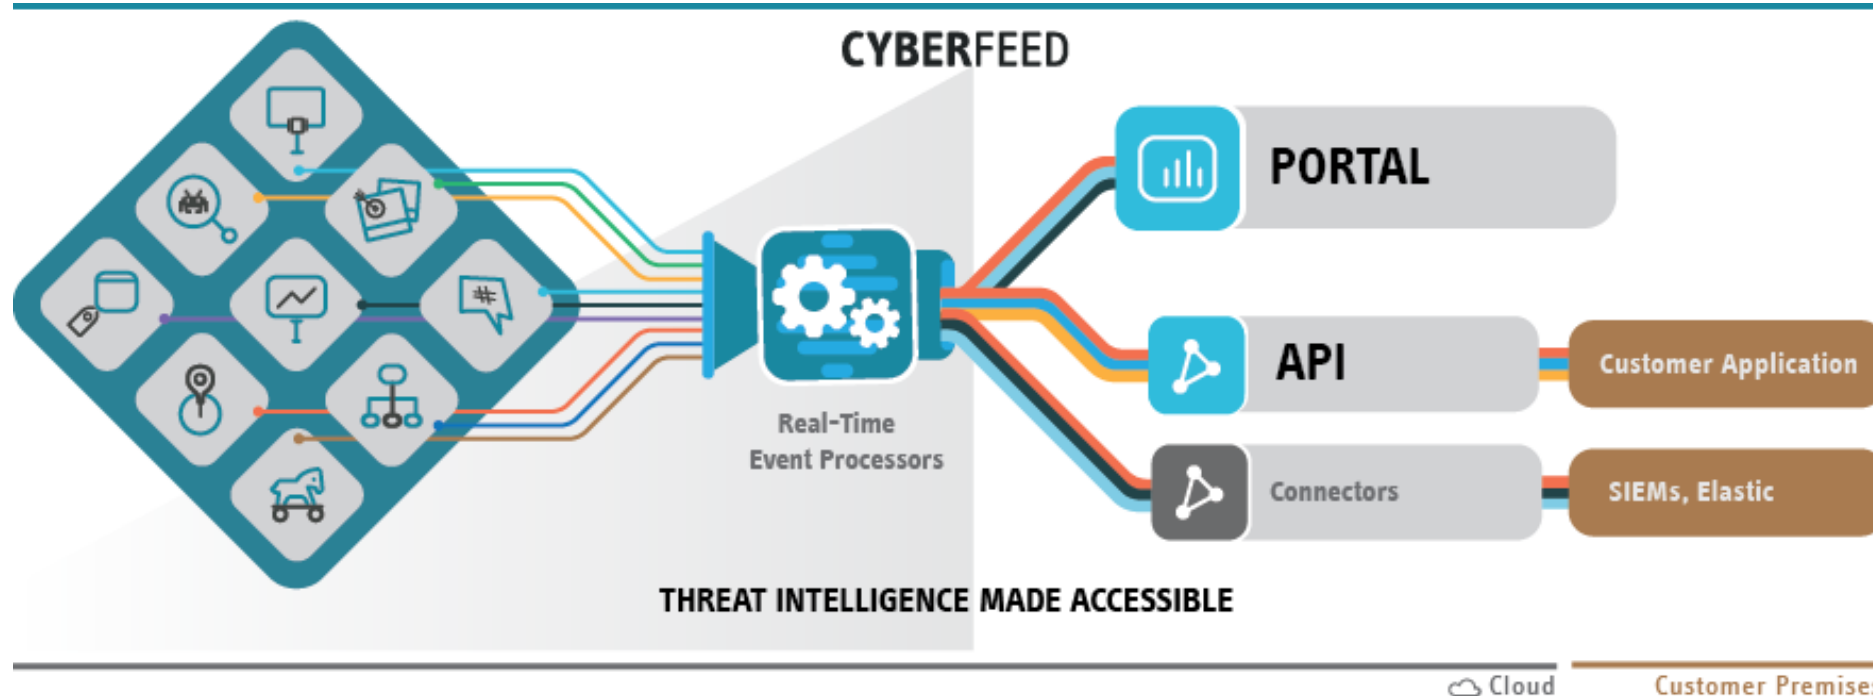 CYBERFEED
PORTAL
API
Customer Application
Real-Time
Event Processors
Connectors
SIEMs, Elastic
THREAT INTELLIGENCE MADE ACCESSIBLE
Cloud
Customer Premise